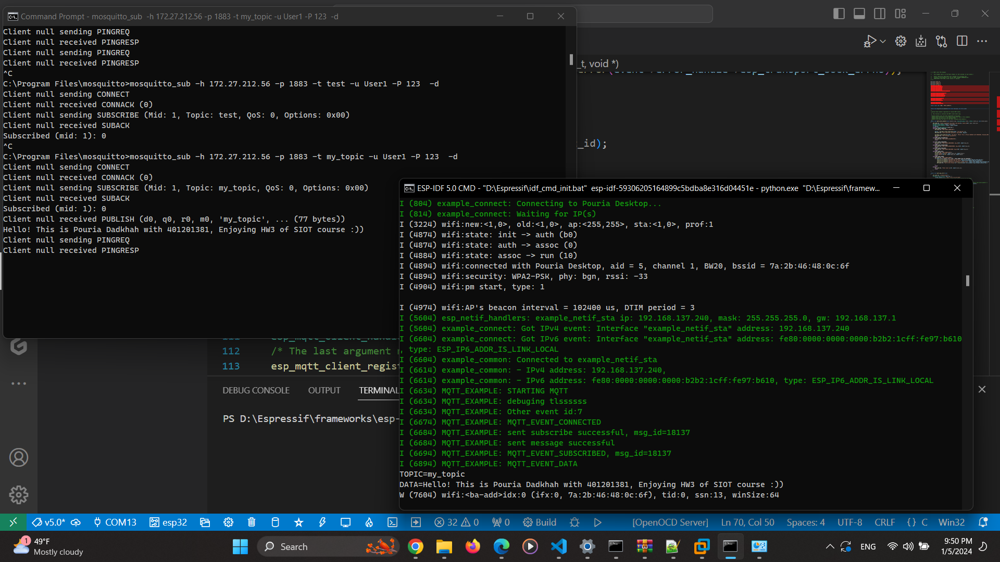 Command Prompt - mosquitto_sub  -h 172.27.212.56 -p 1883 -t my_topic -u User1 -P 123  -d
Client null sending PINGREQ
Client null received PINGRESP
Client null sending PINGREQ
Client null received PINGRESP
^C
C:\Program Files\mosquitto>mosquitto_sub -h 172.27.212.56 -p 1883 -t test -u User1 -P 123  -d
Client null sending CONNECT
Client null received CONNACK (0)
Client null sending SUBSCRIBE (Mid: 1, Topic: test, QoS: 0, Options: 0x00)
Client null received SUBACK
Subscribed (mid: 1): 0
^C
C:\Program Files\mosquitto>mosquitto_sub -h 172.27.212.56 -p 1883 -t my_topic -u User1 -P 123  -d
Client null sending CONNECT
Client null received CONNACK (0)
Client null sending SUBSCRIBE (Mid: 1, Topic: my_topic, QoS: 0, Options: 0x00)
Client null received SUBACK
Subscribed (mid: 1): 0
Client null received PUBLISH (d0, q0, r0, m0, 'my_topic', ... (77 bytes))
Hello! This is Pouria Dadkhah with 401201381, Enjoying HW3 of SIOT course :))
Client null sending PINGREQ
Client null received PINGRESP
_t, void *)
_id);
ESP-IDF 5.0 CMD - "D:\Espressif\idf_cmd_init.bat"  esp-idf-59306205164899c5bdba8e316d04451e - python.exe  "D:\Espressif\framew...
I (804) example_connect: Connecting to Pouria Desktop...
I (814) example_connect: Waiting for IP(s)
I (3224) wifi:new:<1,0>, old:<1,0>, ap:<255,255>, sta:<1,0>, prof:1
I (4874) wifi:state: init -> auth (b0)
I (4874) wifi:state: auth -> assoc (0)
I (4884) wifi:state: assoc -> run (10)
I (4894) wifi:connected with Pouria Desktop, aid = 5, channel 1, BW20, bssid = 7a:2b:46:48:0c:6f
I (4894) wifi:security: WPA2-PSK, phy: bgn, rssi: -33
I (4904) wifi:pm start, type: 1
I (4974) wifi:AP's beacon interval = 102400 us, DTIM period = 3
I (5604) esp_netif_handlers: example_netif_sta ip: 192.168.137.240, mask: 255.255.255.0, gw: 192.168.137.1
I (5604) example_connect: Got IPv4 event: Interface "example_netif_sta" address: 192.168.137.240
I (6604) example_connect: Got IPv6 event: Interface "example_netif_sta" address: fe80:0000:0000:0000:b2b2:1cff:fe97:b610
, type: ESP_IP6_ADDR_IS_LINK_LOCAL
I (6604) example_common: Connected to example_netif_sta
I (6614) example_common: - IPv4 address: 192.168.137.240,
I (6614) example_common: - IPv6 address: fe80:0000:0000:0000:b2b2:1cff:fe97:b610, type: ESP_IP6_ADDR_IS_LINK_LOCAL
I (6634) MQTT_EXAMPLE: STARTING MQTT
I (6634) MQTT_EXAMPLE: debuging tlssssss
I (6634) MQTT_EXAMPLE: Other event id:7
I (6674) MQTT_EXAMPLE: MQTT_EVENT_CONNECTED
I (6684) MQTT_EXAMPLE: sent subscribe successful, msg_id=18137
I (6684) MQTT_EXAMPLE: sent message successful
I (6694) MQTT_EXAMPLE: MQTT_EVENT_SUBSCRIBED, msg_id=18137
I (6894) MQTT_EXAMPLE: MQTT_EVENT_DATA
TOPIC=my_topic
DATA=Hello! This is Pouria Dadkhah with 401201381, Enjoying HW3 of SIOT course :))
W (7604) wifi:<ba-add>idx:0 (ifx:0, 7a:2b:46:48:0c:6f), tid:0, ssn:13, winSize:64
112 /* The last argument
113 esp_mqtt_client_regist
DEBUG CONSOLE OUTPUT TERMINAL
PS D:\Espressif\frameworks\esp-
v5.0* COM13 esp32 32 0 0 Build [OpenOCD Server] Ln 70, Col 50 Spaces: 4 UTF-8 CRLF {} C Win32
1 49°F
Mostly cloudy
Search
ENG
9:50 PM
1/5/2024